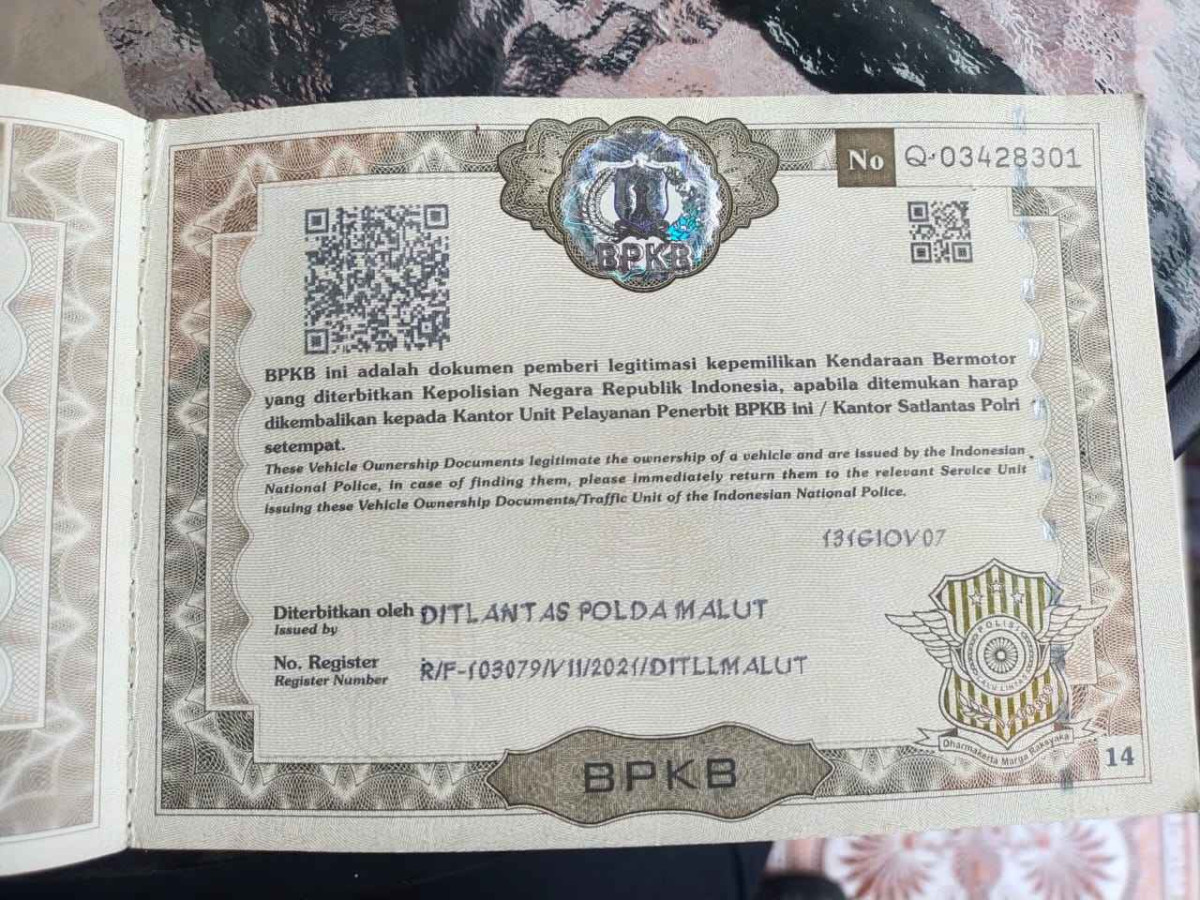 No Q-03428301
BPKB
BPKB ini adalah dokumen pemberi legitimasi kepemilikan Kendaraan Bermotor
yang diterbitkan Kepolisian Negara Republik Indonesia, apabila ditemukan harap
dikembalikan kepada Kantor Unit Pelayanan Penerbit BPKB ini / Kantor Satlantas Polri
setempat.
These Vehicle Ownership Documents legitimate the ownership of a vehicle and are issued by the Indonesian
National Police, in case of finding them, please immediately return them to the relevant Service Unit
issuing these Vehicle Ownership Documents/Traffic Unit of the Indonesian National Police.
131GIOV07
Diterbitkan oleh DITLANTAS POLDA MALUT
Issued by
No. Register R/F-103079/VII/2021/DITLLMALUT
Register Number
POLISI
LALU LINTAS
Dharmakerta Marga Raksyaka
BPKB
14